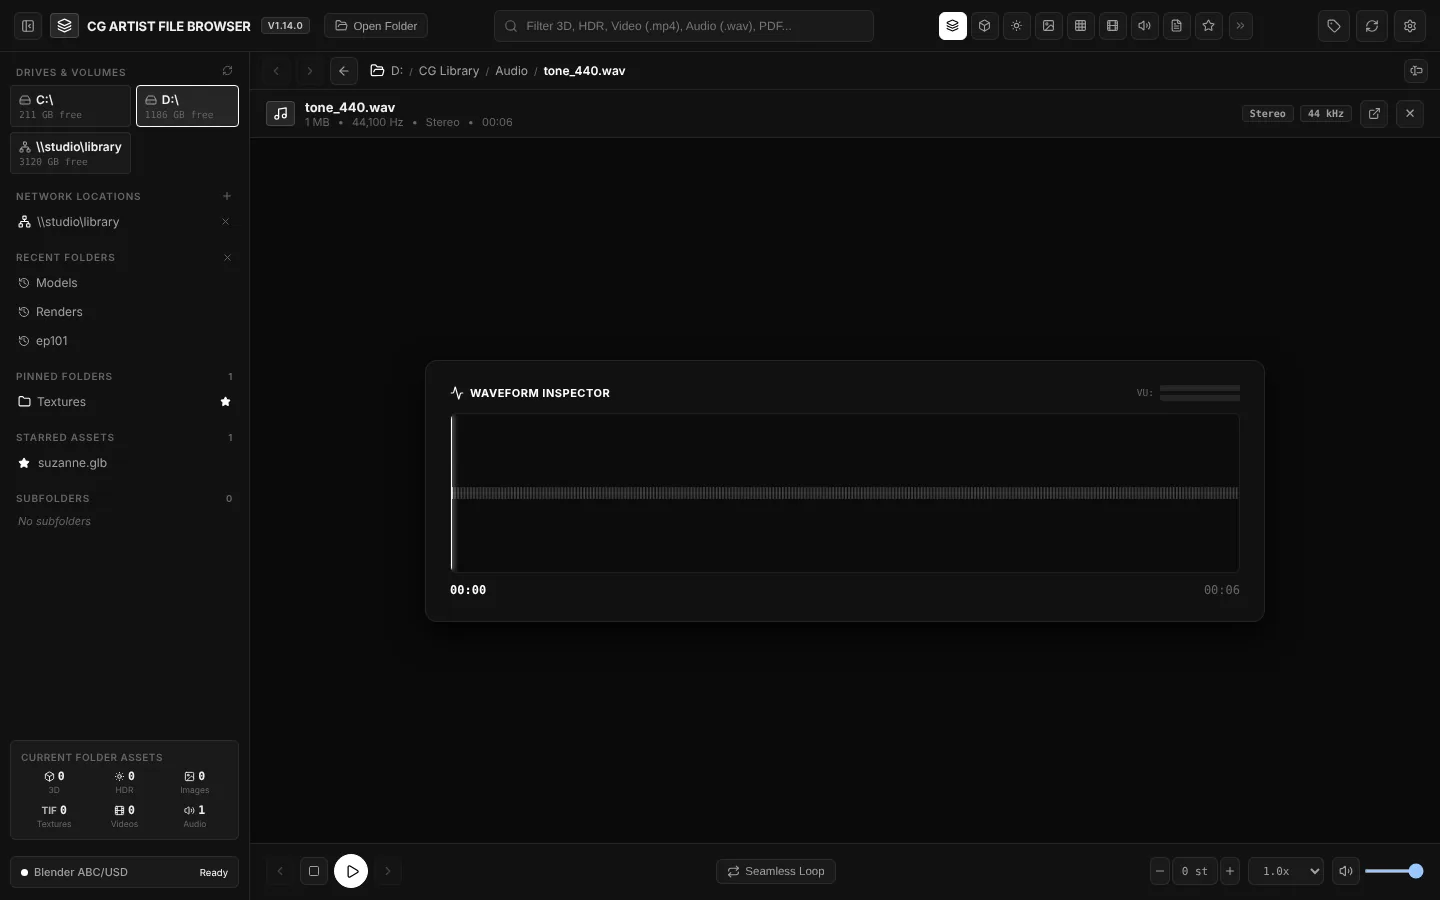 CG ARTIST FILE BROWSER V1.14.0 Open Folder Filter 3D, HDR, Video (.mp4), Audio (.wav), PDF...
DRIVES & VOLUMES
C:\
211 GB free
D:\
1186 GB free
\\studio\library
3120 GB free
NETWORK LOCATIONS
\\studio\library
RECENT FOLDERS
Models
Renders
ep101
PINNED FOLDERS 1
Textures
STARRED ASSETS 1
suzanne.glb
SUBFOLDERS 0
No subfolders
CURRENT FOLDER ASSETS
0 0 0
3D HDR Images
TIF 0 0 1
Textures Videos Audio
Blender ABC/USD Ready
D: / CG Library / Audio / tone_440.wav
tone_440.wav
1 MB • 44,100 Hz • Stereo • 00:06
Stereo 44 kHz
WAVEFORM INSPECTOR VU:
00:00 00:06
Seamless Loop
0 st
1.0x